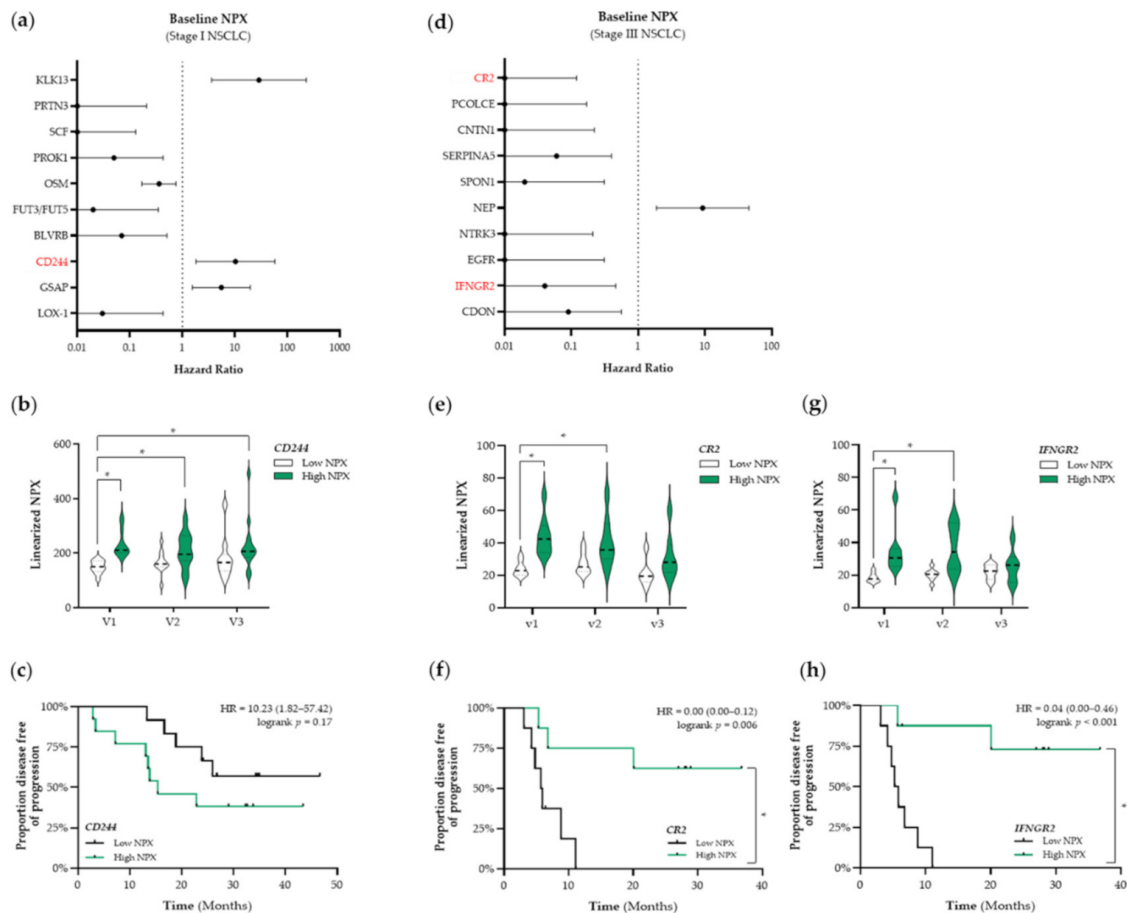 (a)
Baseline NPX
(Stage I NSCLC)
KLK13
PRTN3
SCF
PROK1
OSM
FUT3/FUT5
BLVRB
CD244
GSAP
LOX-1
0.01 0.1 1 10 100 1000
Hazard Ratio
(d)
Baseline NPX
(Stage III NSCLC)
CR2
PCOLCE
CNTN1
SERPINA5
SPON1
NEP
NTRK3
EGFR
IFNGR2
CDON
0.01 0.1 1 10 100
Hazard Ratio
(b)
Linearized NPX
600
400
200
0
*
*
*
V1 V2 V3
CD244
Low NPX
High NPX
(e)
Linearized NPX
100
80
60
40
20
0
*
*
v1 v2 v3
CR2
Low NPX
High NPX
(g)
Linearized NPX
100
80
60
40
20
0
*
*
v1 v2 v3
IFNGR2
Low NPX
High NPX
(c)
Proportion disease free
of progression
100%
75%
50%
25%
0%
HR = 10.23 (1.82–57.42)
logrank p = 0.17
CD244
Low NPX
High NPX
0 10 20 30 40 50
Time (Months)
(f)
Proportion disease free
of progression
100%
75%
50%
25%
0%
HR = 0.00 (0.00–0.12)
logrank p = 0.006
*
CR2
Low NPX
High NPX
0 10 20 30 40
Time (Months)
(h)
Proportion disease free
of progression
100%
75%
50%
25%
0%
HR = 0.04 (0.00–0.46)
logrank p < 0.001
*
IFNGR2
Low NPX
High NPX
0 10 20 30 40
Time (Months)